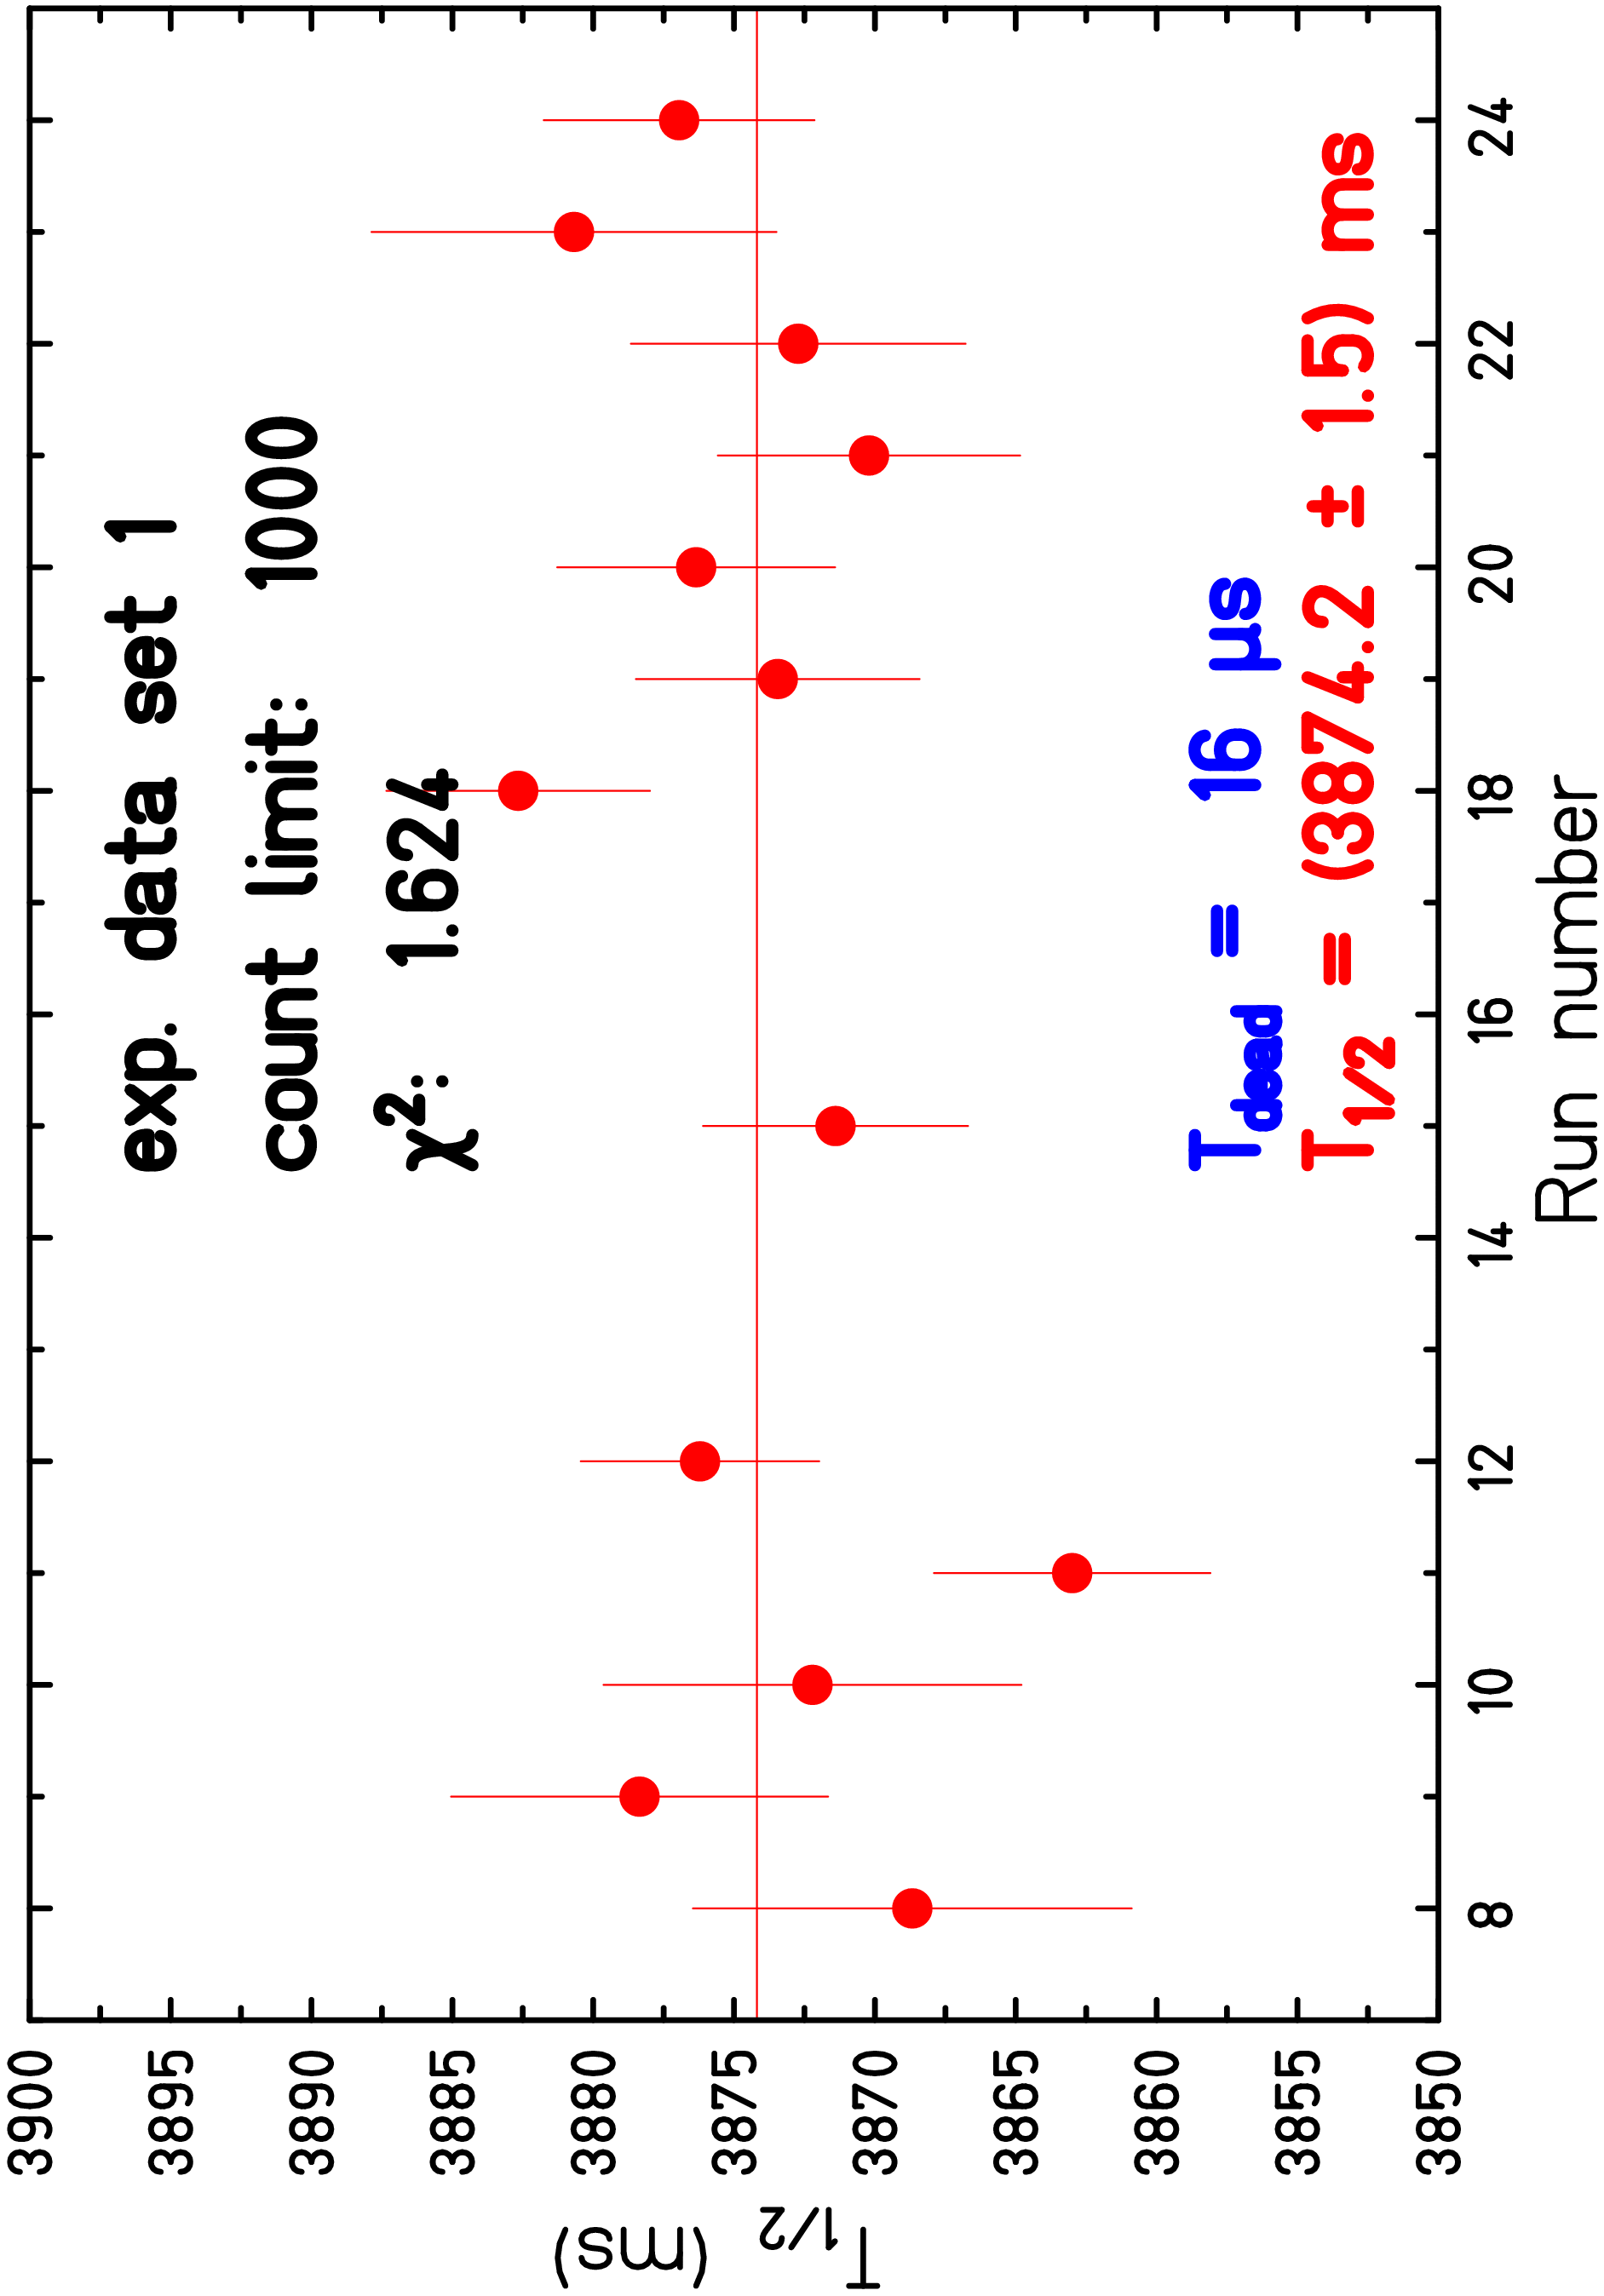 exp. data set 1
count limit: 1000
χ²: 1.624
T_dead = 16 μs
T_1/2 = (3874.2 ± 1.5) ms
T_1/2 (ms)
3900
3895
3890
3885
3880
3875
3870
3865
3860
3855
3850
8 10 12 14 16 18 20 22 24
Run number